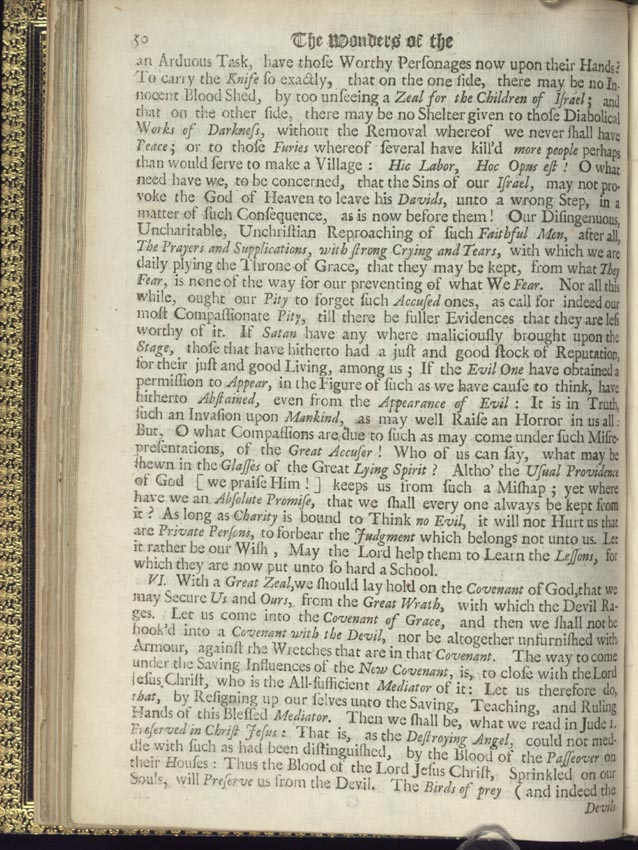 50 The Wonders of the
an Arduous Task, have thoſe Worthy Perſonages now upon their Hands?
To carry the Knife ſo exactly, that on the one ſide, there may be no In-
nocent Blood Shed, by too unſeeing a Zeal for the Children of Iſrael; and
that on the other ſide, there may be no Shelter given to thoſe Diabolical
Works of Darkneſs, without the Removal whereof we never ſhall have
Peace; or to thoſe Furies whereof ſeveral have kill'd more people perhaps
than would ſerve to make a Village: Hic Labor, Hoc Opus eſt! O what
need have we, to be concerned, that the Sins of our Iſrael, may not pro-
voke the God of Heaven to leave his Davids, unto a wrong Step, in a
matter of ſuch Conſequence, as is now before them! Our Diſingenuous,
Uncharitable, Unchriſtian Reproaching of ſuch Faithful Men, after all,
The Prayers and Supplications, with ſtrong Crying and Tears, with which we are
daily plying the Throne of Grace, that they may be kept, from what They
Fear, is none of the way for our preventing of what We Fear. Nor all this
while, ought our Pity to forget ſuch Accuſed ones, as call for indeed our
moſt Compaſſionate Pity, till there be fuller Evidences that they are leſs
worthy of it. If Satan have any where maliciouſly brought upon the
Stage, thoſe that have hitherto had a juſt and good ſtock of Reputation,
for their juſt and good Living, among us; If the Evil One have obtained a
permiſſion to Appear, in the Figure of ſuch as we have cauſe to think, have
hitherto Abſtained, even from the Appearance of Evil: It is in Truth,
ſuch an Invaſion upon Mankind, as may well Raiſe an Horror in us all:
But, O what Compaſſions are due to ſuch as may come under ſuch Miſre-
preſentations, of the Great Accuſer! Who of us can ſay, what may be
ſhewn in the Glaſſes of the Great Lying Spirit? Altho' the Uſual Providence
of God [ we praiſe Him! ] keeps us from ſuch a Miſhap; yet where
have we an Abſolute Promiſe, that we ſhall every one always be kept from
it? As long as Charity is bound to Think no Evil, it will not Hurt us that
are Private Perſons, to forbear the Judgment which belongs not unto us. Let
it rather be our Wiſh, May the Lord help them to Learn the Leſſons, for
which they are now put unto ſo hard a School.
VI. With a Great Zeal, we ſhould lay hold on the Covenant of God, that we
may Secure Us and Ours, from the Great Wrath, with which the Devil Ra-
ges. Let us come into the Covenant of Grace, and then we ſhall not be
hook'd into a Covenant with the Devil, nor be altogether unfurniſhed with
Armour, againſt the Wretches that are in that Covenant. The way to come
under the Saving Influences of the New Covenant, is, to cloſe with the Lord
Jeſus Chriſt, who is the All-ſufficient Mediator of it: Let us therefore do,
that, by Reſigning up our ſelves unto the Saving, Teaching, and Ruling
Hands of this Bleſſed Mediator. Then we ſhall be, what we read in Jude 1.
Preſerved in Chriſt Jeſus: That is, as the Deſtroying Angel, could not med-
dle with ſuch as had been diſtinguiſhed, by the Blood of the Paſſeover on
their Houſes: Thus the Blood of the Lord Jeſus Chriſt, Sprinkled on our
Souls, will Preſerve us from the Devil. The Birds of prey (and indeed the
Devils